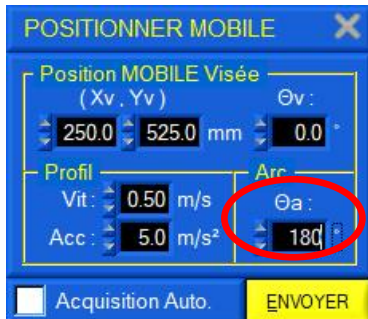 POSITIONNER MOBILE X
Position MOBILE Visée
( Xv , Yv ) Θv :
250.0 525.0 mm 0.0 °
Profil Arc
Vit : 0.50 m/s Θa :
Acc : 5.0 m/s² 180 °
Acquisition Auto. ENVOYER